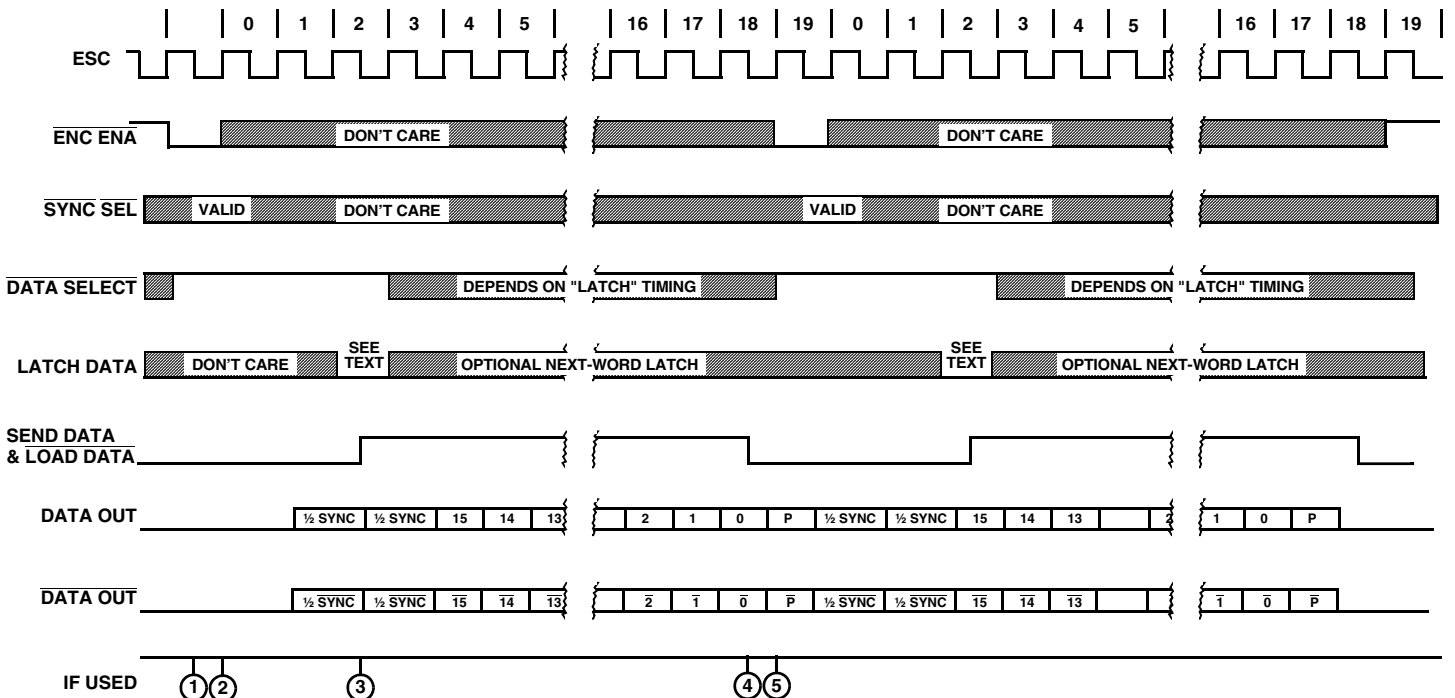 0 1 2 3 4 5 16 17 18 19 0 1 2 3 4 5 16 17 18 19
ESC
ENC ENA DON'T CARE DON'T CARE
SYNC SEL VALID DON'T CARE VALID DON'T CARE
DATA SELECT DEPENDS ON "LATCH" TIMING DEPENDS ON "LATCH" TIMING
LATCH DATA DON'T CARE SEE TEXT OPTIONAL NEXT-WORD LATCH SEE TEXT OPTIONAL NEXT-WORD LATCH
SEND DATA
& LOAD DATA
DATA OUT ½ SYNC ½ SYNC 15 14 13 2 1 0 P ½ SYNC ½ SYNC 15 14 13 2 1 0 P
DATA OUT ½ SYNC ½ SYNC 15 14 13 2 1 0 P ½ SYNC ½ SYNC 15 14 13 1 0 P
IF USED 1 2 3 4 5